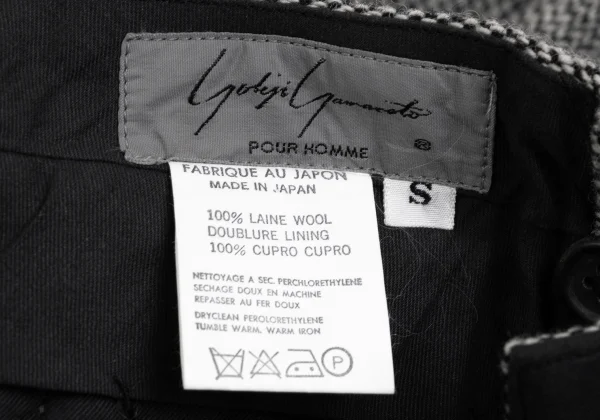 Yohji Yamamoto
POUR HOMME ®
S
FABRIQUE AU JAPON
MADE IN JAPAN
100% LAINE WOOL
DOUBLURE LINING
100% CUPRO CUPRO
NETTOYAGE A SEC. PERCHLORETHYLENE
SECHAGE DOUX EN MACHINE
REPASSER AU FER DOUX
DRYCLEAN PEROLORETHYLENE
TUMBLE WARM, WARM IRON
P